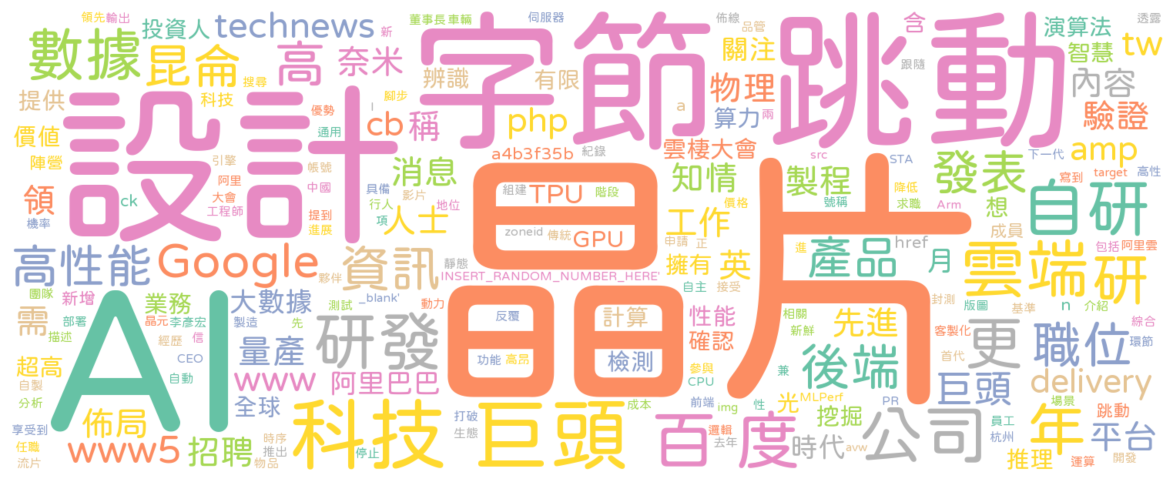 領先
輸出
新
董事長
車輛
伺服器
佈線
品管
含
演算法
透露
投資人
technews
字節跳動
關注
智慧
tw
數據
昆侖
高
奈米
辨識
有限
物理
跟隨
內容
搜尋
提供
科技
優勢
腳步
設計
cb
稱
php
a
算力
兩
驗證
價值
通用
l
a4b3f35b
紀錄
雲棲大會
src
STA
下一代
amp
陣營
引擎
帳號
消息
晶片
組建
TPU
階段
知情
製程
發表
寫到
target
高性
領
ck
阿里
大會
工程師
中國
具備
行人
影片
地位
價格
號稱
降低
求職
Arm
想
自研
機率
提到
進展
項
人士
zoneid
傳統
GPU
申請
正
工作
進
產品
href
成員
月
雲端
包括
阿里雲
高性能
Google
資訊
夥伴
靜態
INSERT_RANDOM_NUMBER_HERE'
擁有
英
自主
接受
封測
版圖
n
介紹
研
團隊
新增
業務
大數據
_blank'
測試
動力
基準
需
部署
晶元
李彥宏
製造
先
AI
研發
反覆
計算
性能
相關
新鮮
先進
客製化
更
職位
綜合
環節
描述
經歷
信
CEO
量產
功能
高昂
檢測
確認
後端
首代
超高
自製
自動
www
阿里巴巴
參與
CPU
兼
巨頭
delivery
分析
佈局
全球
科技
巨頭
成本
前端
img
性
MLPerf
光
挖掘
PR
場景
跳動
享受到
任職
流片
www5
招聘
時序
推出
物品
停止
打破
生態
百度
邏輯
去年
時代
avw
公司
員工
杭州
年
平台
推理
運算
開發